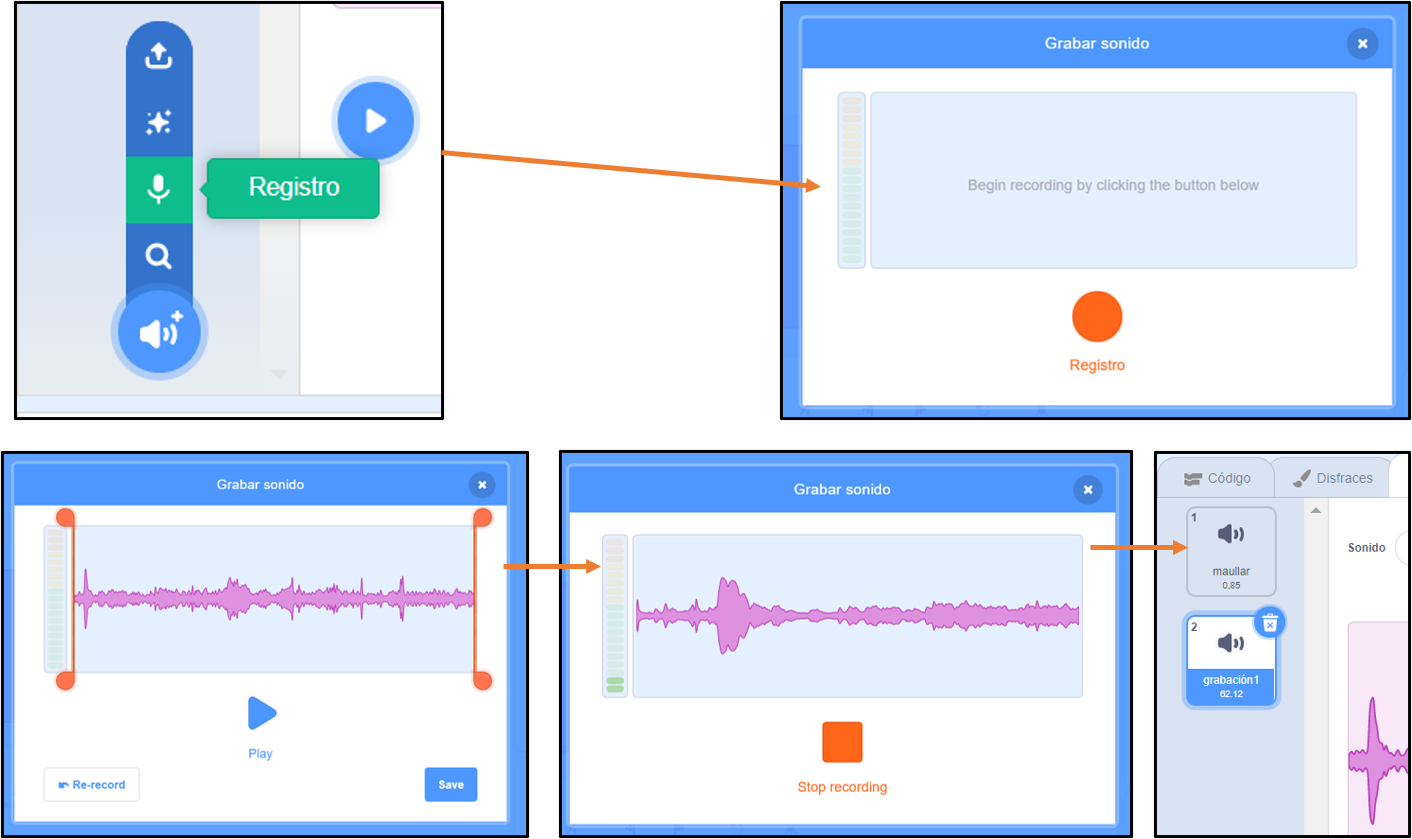 Registro
Grabar sonido
Begin recording by clicking the button below
Registro
Grabar sonido
Play
Re-record
Save
Grabar sonido
Stop recording
Código
Disfraces
1
maullar
0.85
Sonido
2
grabación1
62.12